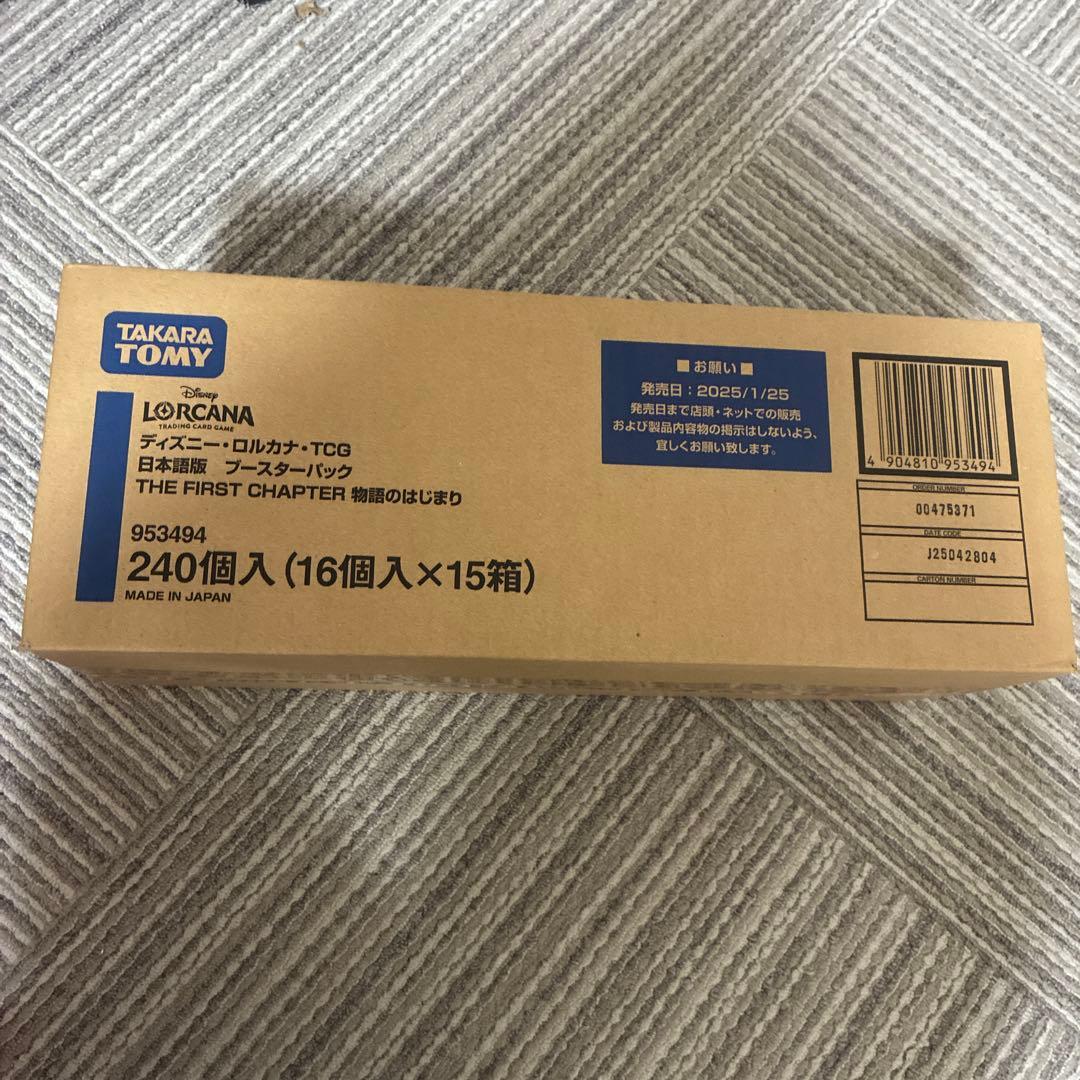 TAKARA
TOMY
Disney
LORCANA
TRADING CARD GAME
ディズニー・ロルカナ・TCG
日本語版 ブースターパック
THE FIRST CHAPTER 物語のはじまり
953494
240個入(16個入×15箱)
MADE IN JAPAN
■お願い■
発売日:2025/1/25
発売日まで店頭・ネットでの販売
および製品内容物の掲示はしないよう、
宜しくお願い致します。
4 904810 953494
ORDER NUMBER
00475371
DATE CODE
J25042804
CARTON NUMBER